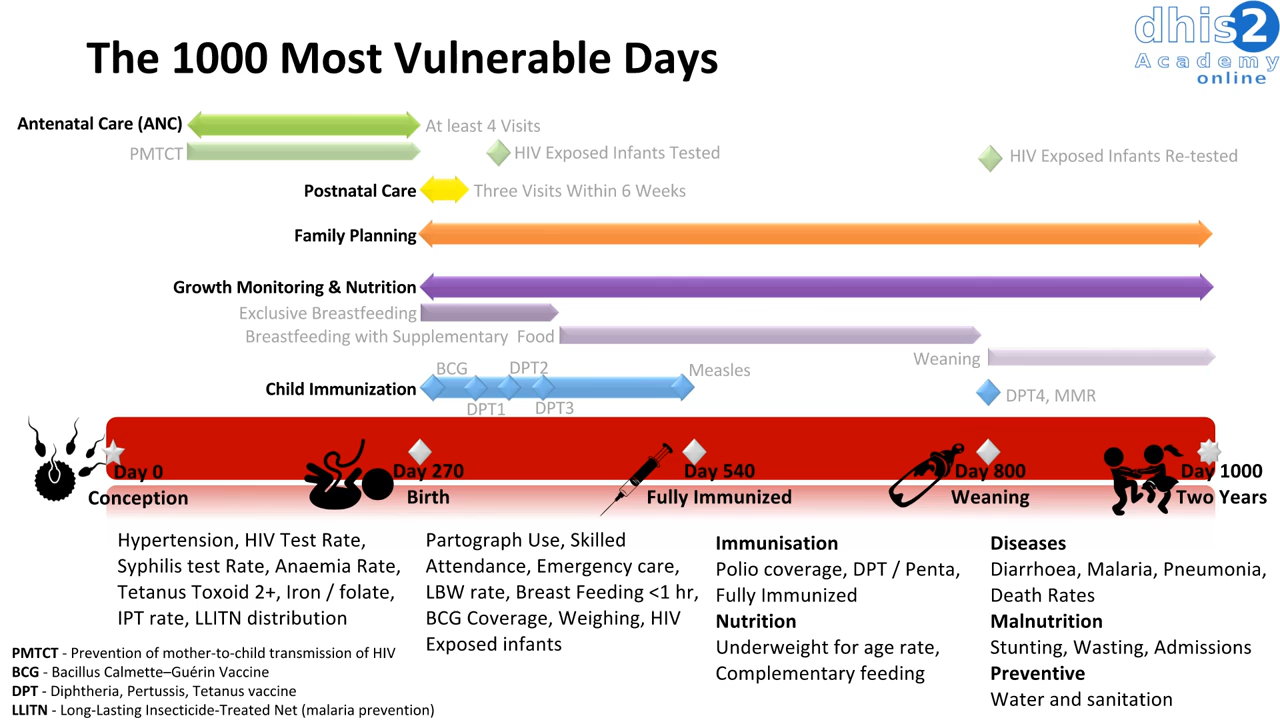 The 1000 Most Vulnerable Days
dhis2
Academy
online
Antenatal Care (ANC)
At least 4 Visits
PMTCT
HIV Exposed Infants Tested
HIV Exposed Infants Re-tested
Postnatal Care
Three Visits Within 6 Weeks
Family Planning
Growth Monitoring & Nutrition
Exclusive Breastfeeding
Breastfeeding with Supplementary Food
Weaning
Child Immunization
BCG
DPT1
DPT2
DPT3
Measles
DPT4, MMR
Day 0
Conception
Day 270
Birth
Day 540
Fully Immunized
Day 800
Weaning
Day 1000
Two Years
Hypertension, HIV Test Rate,
Syphilis test Rate, Anaemia Rate,
Tetanus Toxoid 2+, Iron / folate,
IPT rate, LLITN distribution
Partograph Use, Skilled
Attendance, Emergency care,
LBW rate, Breast Feeding <1 hr,
BCG Coverage, Weighing, HIV
Exposed infants
Immunisation
Polio coverage, DPT / Penta,
Fully Immunized
Nutrition
Underweight for age rate,
Complementary feeding
Diseases
Diarrhoea, Malaria, Pneumonia,
Death Rates
Malnutrition
Stunting, Wasting, Admissions
Preventive
Water and sanitation
PMTCT - Prevention of mother-to-child transmission of HIV
BCG - Bacillus Calmette–Guérin Vaccine
DPT - Diphtheria, Pertussis, Tetanus vaccine
LLITN - Long-Lasting Insecticide-Treated Net (malaria prevention)